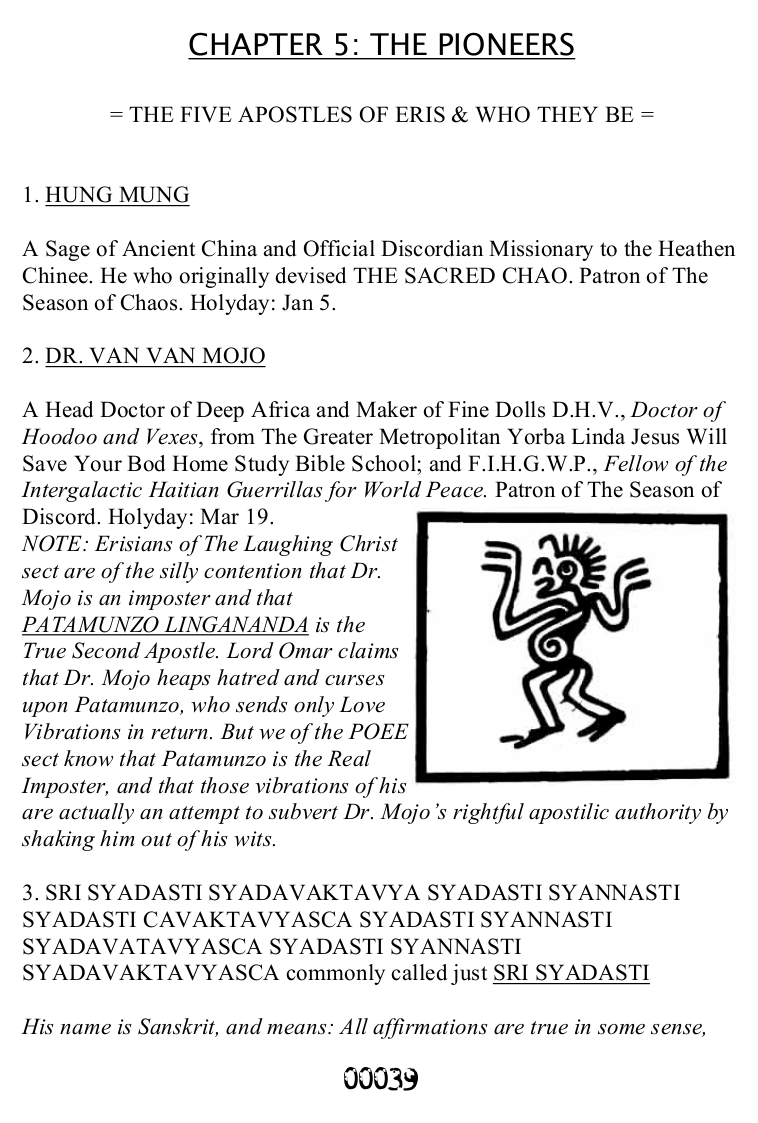 CHAPTER 5: THE PIONEERS
= THE FIVE APOSTLES OF ERIS & WHO THEY BE =
1. HUNG MUNG
A Sage of Ancient China and Official Discordian Missionary to the Heathen
Chinee. He who originally devised THE SACRED CHAO. Patron of The
Season of Chaos. Holyday: Jan 5.
2. DR. VAN VAN MOJO
A Head Doctor of Deep Africa and Maker of Fine Dolls D.H.V., Doctor of
Hoodoo and Vexes, from The Greater Metropolitan Yorba Linda Jesus Will
Save Your Bod Home Study Bible School; and F.I.H.G.W.P., Fellow of the
Intergalactic Haitian Guerrillas for World Peace. Patron of The Season of
Discord. Holyday: Mar 19.
NOTE: Erisians of The Laughing Christ
sect are of the silly contention that Dr.
Mojo is an imposter and that
PATAMUNZO LINGANANDA is the
True Second Apostle. Lord Omar claims
that Dr. Mojo heaps hatred and curses
upon Patamunzo, who sends only Love
Vibrations in return. But we of the POEE
sect know that Patamunzo is the Real
Imposter, and that those vibrations of his
are actually an attempt to subvert Dr. Mojo's rightful apostilic authority by
shaking him out of his wits.
3. SRI SYADASTI SYADAVAKTAVYA SYADASTI SYANNASTI
SYADASTI CAVAKTAVYASCA SYADASTI SYANNASTI
SYADAVATAVYASCA SYADASTI SYANNASTI
SYADAVAKTAVYASCA commonly called just SRI SYADASTI
His name is Sanskrit, and means: All affirmations are true in some sense,
00039